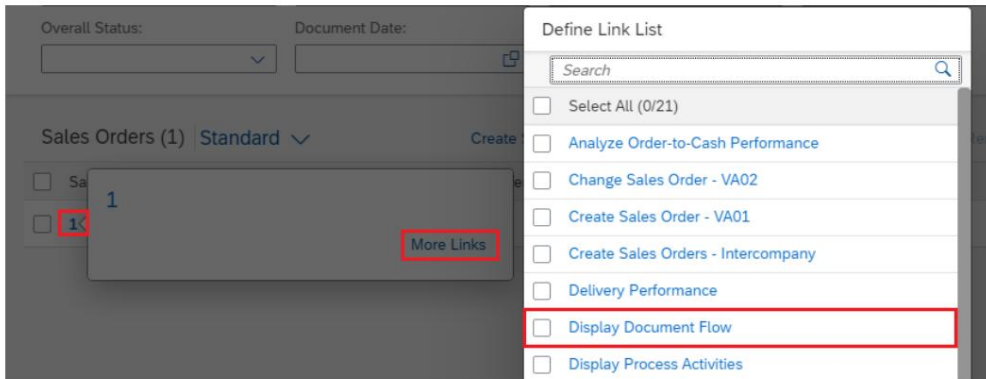 Overall Status:
Document Date:
Sales Orders (1) Standard
Create
Sa
1
1
More Links
Define Link List
Search
Select All (0/21)
Analyze Order-to-Cash Performance
Change Sales Order - VA02
Create Sales Order - VA01
Create Sales Orders - Intercompany
Delivery Performance
Display Document Flow
Display Process Activities